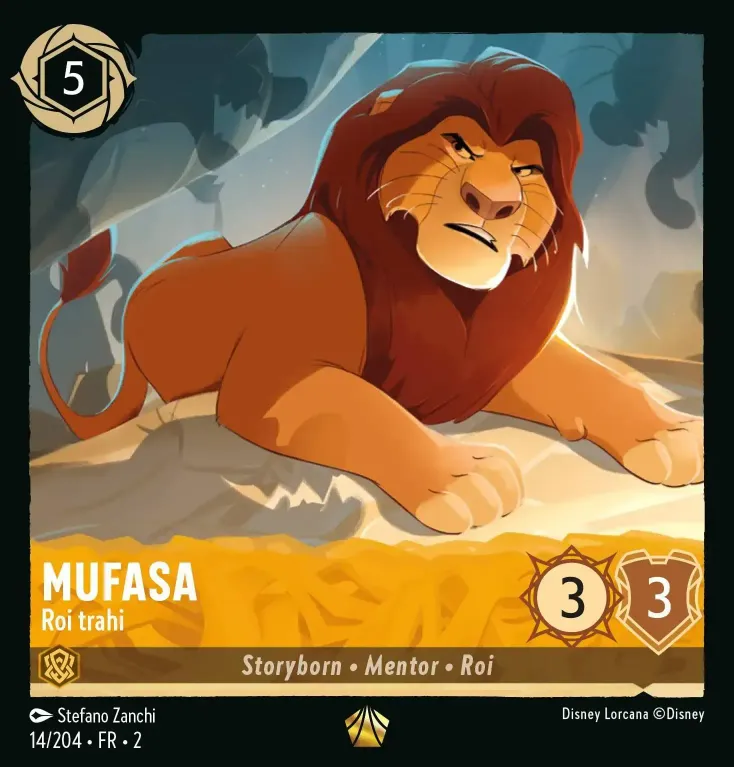 5
MUFASA
Roi trahi
3
3
Storyborn • Mentor • Roi
Stefano Zanchi
Disney Lorcana ©Disney
14/204 • FR • 2